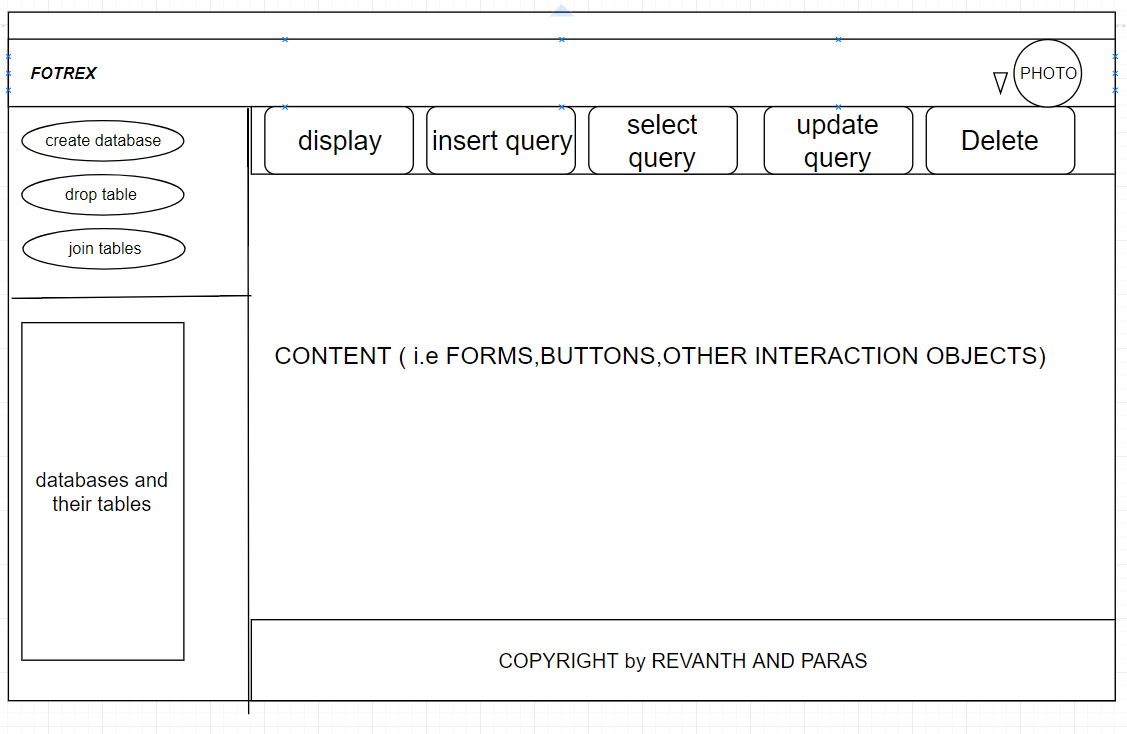 FOTREX
PHOTO
create database
drop table
join tables
databases and
their tables
display
insert query
select
query
update
query
Delete
CONTENT ( i.e FORMS,BUTTONS,OTHER INTERACTION OBJECTS)
COPYRIGHT by REVANTH AND PARAS